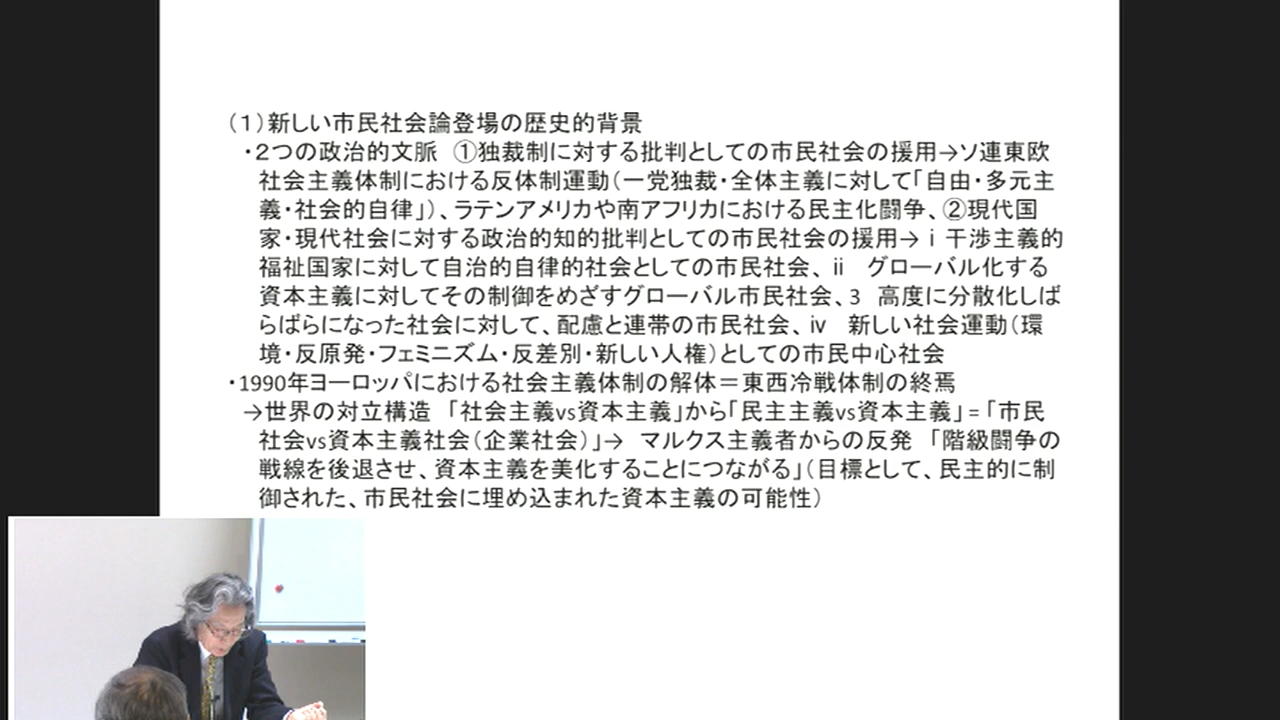 （１）新しい市民社会論登場の歴史的背景
・２つの政治的文脈　①独裁制に対する批判としての市民社会の援用→ソ連東欧
社会主義体制における反体制運動（一党独裁・全体主義に対して「自由・多元主
義・社会的自律」）、ラテンアメリカや南アフリカにおける民主化闘争、②現代国
家・現代社会に対する政治的知的批判としての市民社会の援用→ｉ干渉主義的
福祉国家に対して自治的自律的社会としての市民社会、ⅱ　グローバル化する
資本主義に対してその制御をめざすグローバル市民社会、3　高度に分散化しば
らばらになった社会に対して、配慮と連帯の市民社会、ⅳ　新しい社会運動（環
境・反原発・フェミニズム・反差別・新しい人権）としての市民中心社会
・1990年ヨーロッパにおける社会主義体制の解体＝東西冷戦体制の終焉
→世界の対立構造　「社会主義vs資本主義」から「民主主義vs資本主義」=「市民
社会vs資本主義社会（企業社会）」→　マルクス主義者からの反発　「階級闘争の
戦線を後退させ、資本主義を美化することにつながる」（目標として、民主的に制
御された、市民社会に埋め込まれた資本主義の可能性）